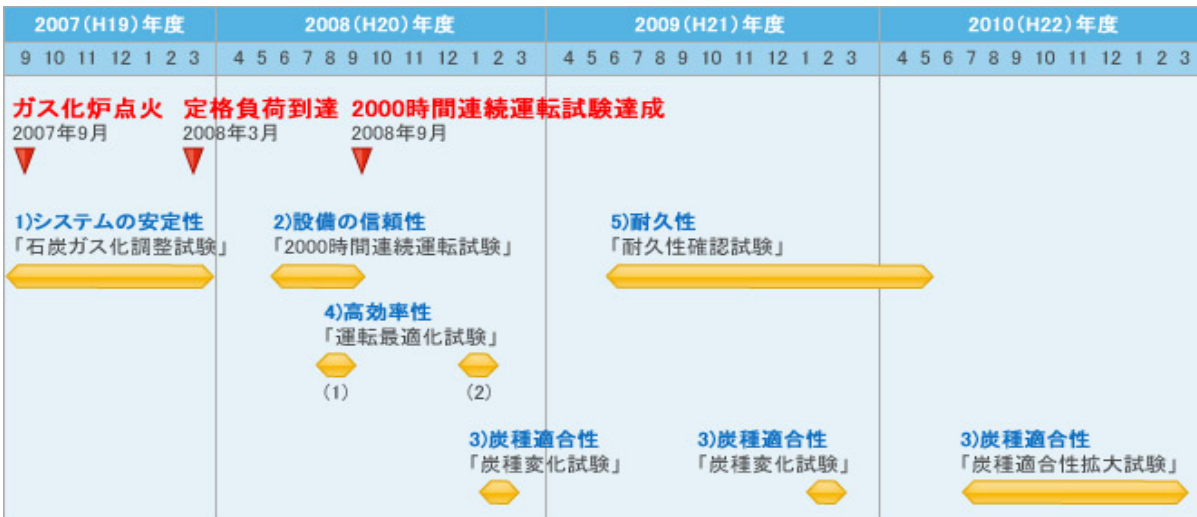 2007(H19)年度 2008(H20)年度 2009(H21)年度 2010(H22)年度
9 10 11 12 1 2 3 4 5 6 7 8 9 10 11 12 1 2 3 4 5 6 7 8 9 10 11 12 1 2 3 4 5 6 7 8 9 10 11 12 1 2 3
ガス化炉点火 定格負荷到達 2000時間連続運転試験達成
2007年9月 2008年3月 2008年9月
1)システムの安定性 2)設備の信頼性 5)耐久性
「石炭ガス化調整試験」 「2000時間連続運転試験」 「耐久性確認試験」
4)高効率性
「運転最適化試験」
(1) (2)
3)炭種適合性 3)炭種適合性 3)炭種適合性
「炭種変化試験」 「炭種変化試験」 「炭種適合性拡大試験」